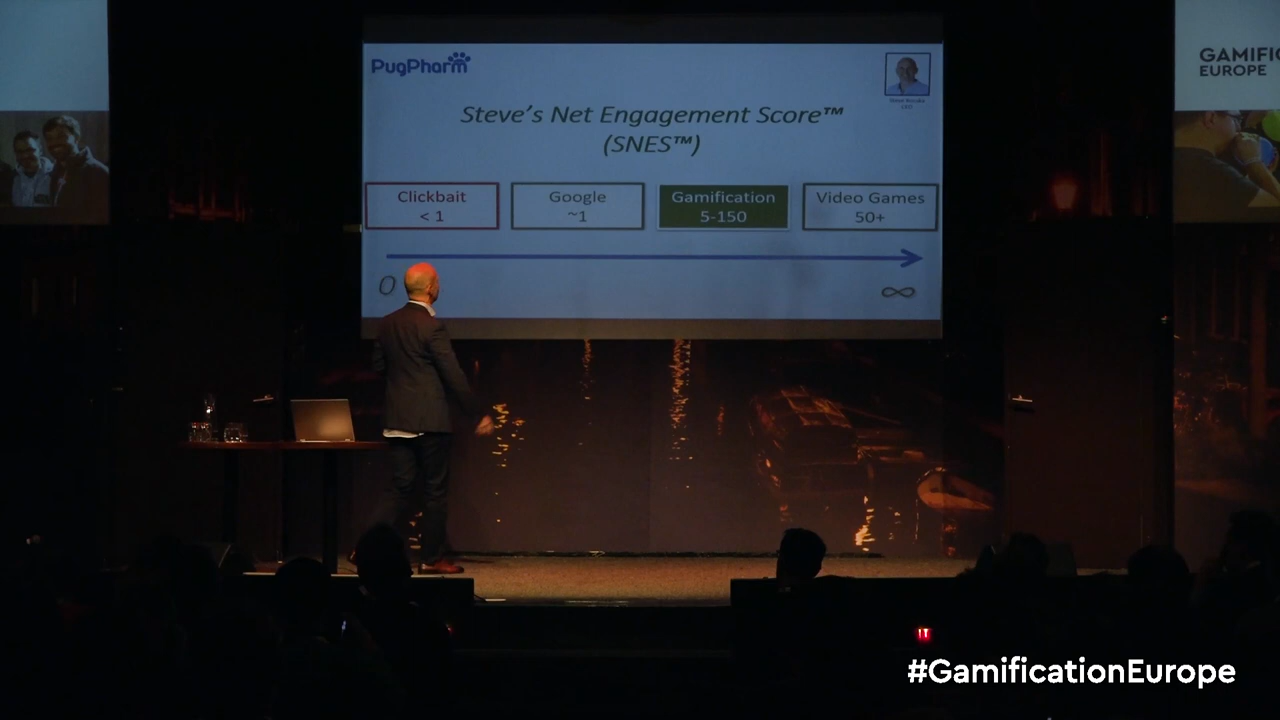 PugPharm
Steve's Net Engagement Score™
(SNES™)
Clickbait
< 1
Google
~1
Gamification
5-150
Video Games
50+
0
∞
GAMIFIC
EUROPE
#GamificationEurope